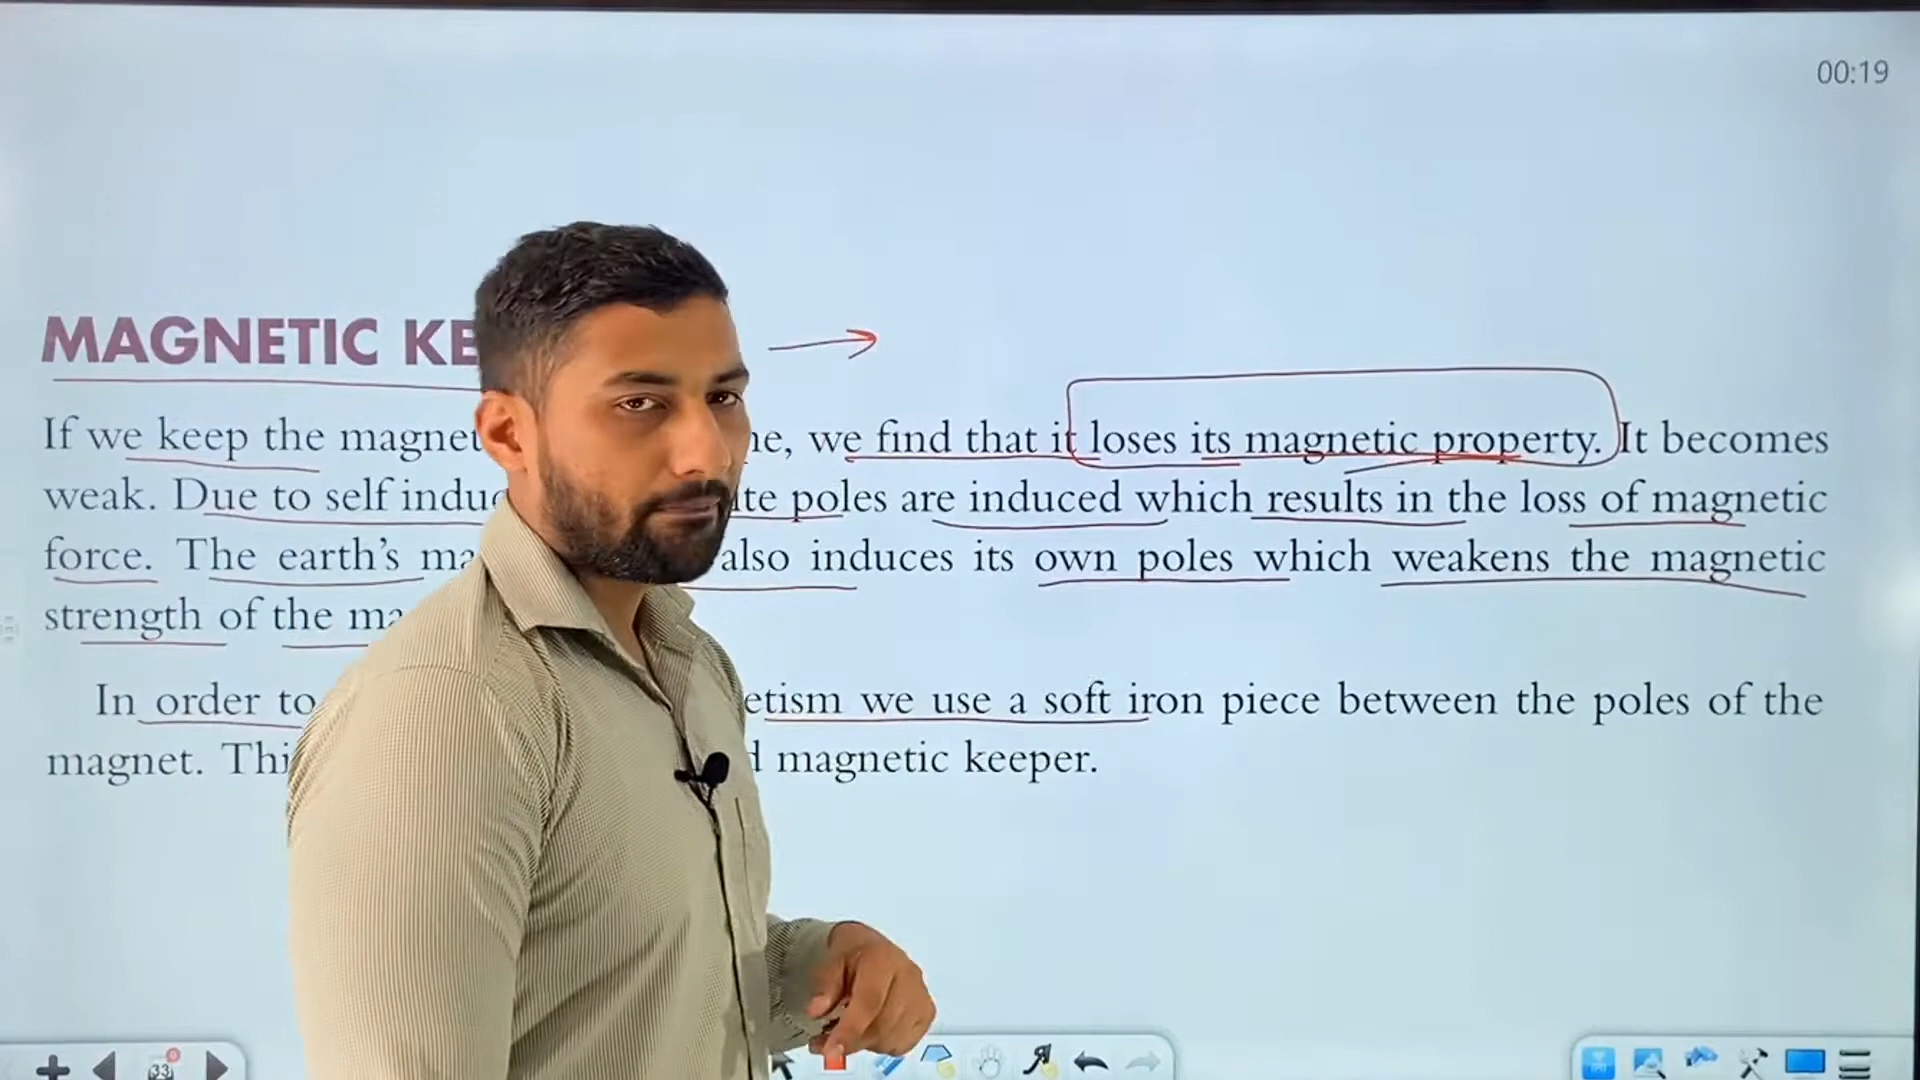 00:19
MAGNETIC KE
If we keep the magnet we find that it loses its magnetic property. It becomes
weak. Due to self induc poles are induced which results in the loss of magnetic
force. The earth's ma also induces its own poles which weakens the magnetic
strength of the ma
In order to etism we use a soft iron piece between the poles of the
magnet. Thi magnetic keeper.
33